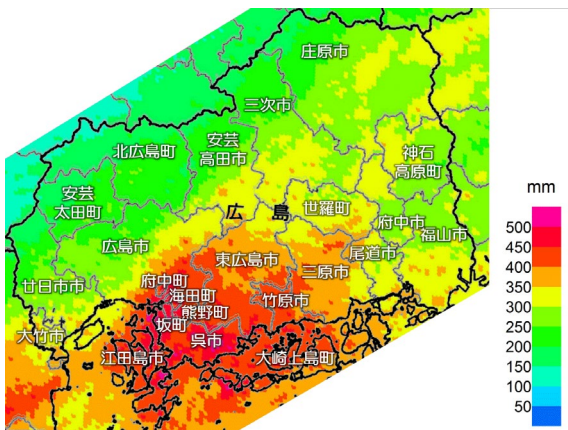 庄原市
三次市
北広島町
安芸
高田市
神石
高原町
安芸
太田町
広 島
世羅町
府中市
福山市
広島市
東広島市
尾道市
三原市
廿日市市
府中町
海田町
竹原市
熊野町
大竹市
坂町
呉市
江田島市
大崎上島町
mm
500
450
400
350
300
250
200
150
100
50